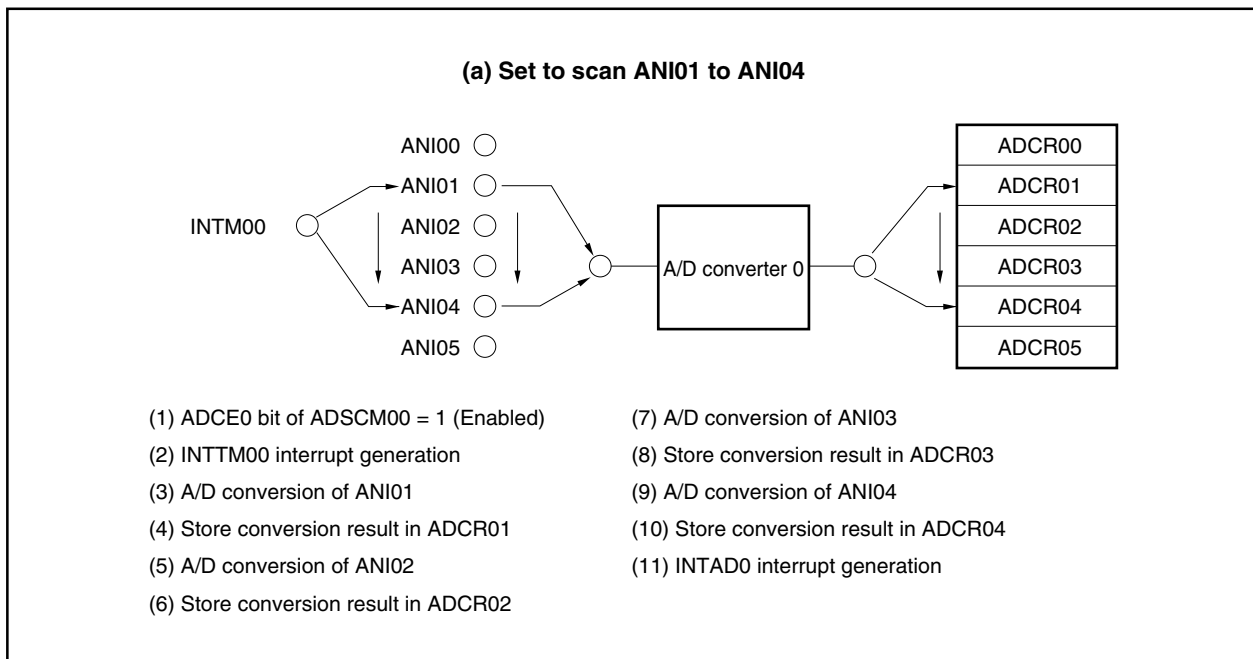 (a) Set to scan ANI01 to ANI04
ANI00
ANI01
ANI02
ANI03
ANI04
ANI05
INTM00
A/D converter 0
ADCR00
ADCR01
ADCR02
ADCR03
ADCR04
ADCR05
(1) ADCE0 bit of ADSCM00 = 1 (Enabled)
(2) INTTM00 interrupt generation
(3) A/D conversion of ANI01
(4) Store conversion result in ADCR01
(5) A/D conversion of ANI02
(6) Store conversion result in ADCR02
(7) A/D conversion of ANI03
(8) Store conversion result in ADCR03
(9) A/D conversion of ANI04
(10) Store conversion result in ADCR04
(11) INTAD0 interrupt generation